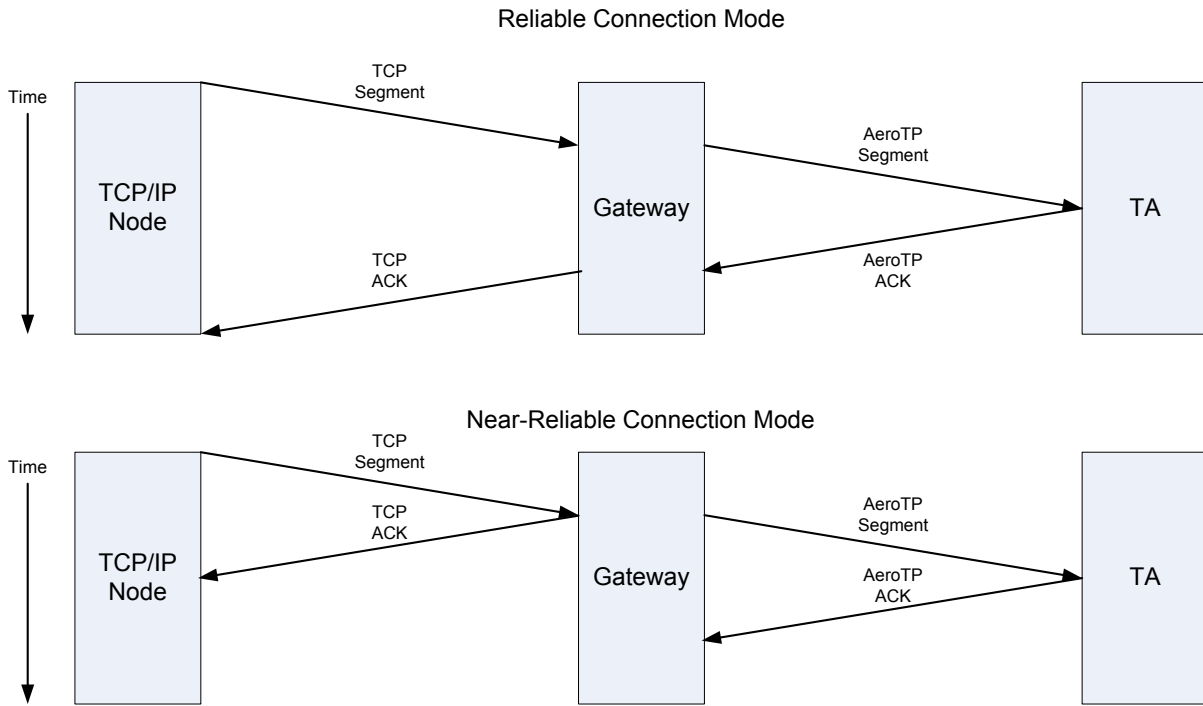 Reliable Connection Mode
Time
TCP
Segment
AeroTP
Segment
TCP/IP
Node
Gateway
TA
TCP
ACK
AeroTP
ACK
Near-Reliable Connection Mode
Time
TCP
Segment
TCP
ACK
AeroTP
Segment
TCP/IP
Node
Gateway
TA
AeroTP
ACK